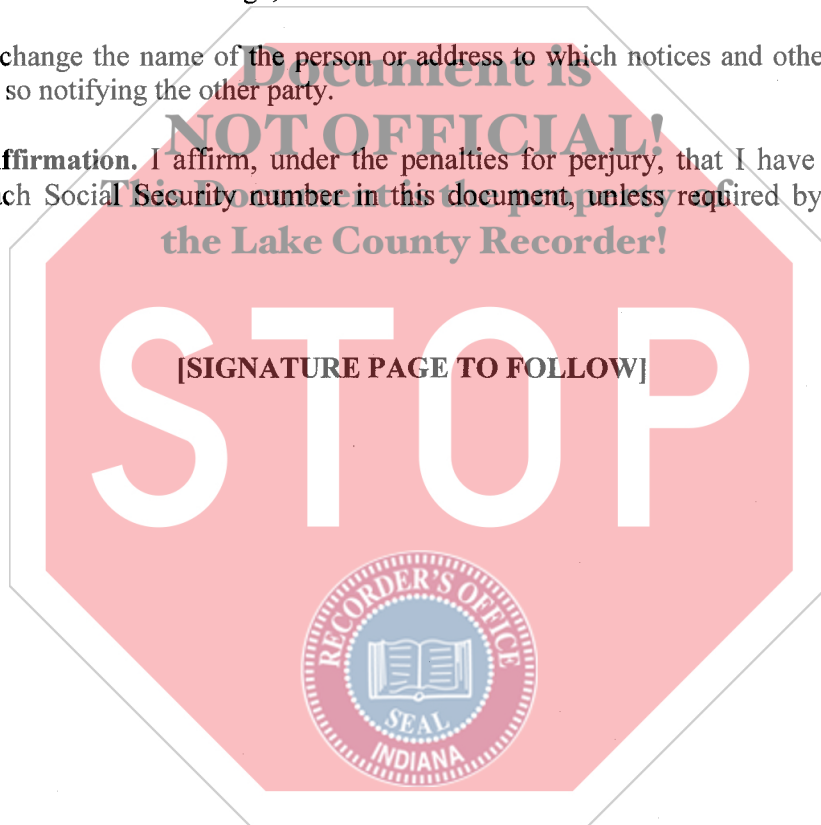 change the name of the person or address to which notices and othe
Document is
so notifying the other party.
NOT OFFICIAL!
ffirmation. I affirm, under the penalties for perjury, that I have
This Document is the property of
ch Social Security number in this document, unless required by
the Lake County Recorder!
STOP
[SIGNATURE PAGE TO FOLLOW]
RECORDER'S OFFICE
SEAL
INDIANA